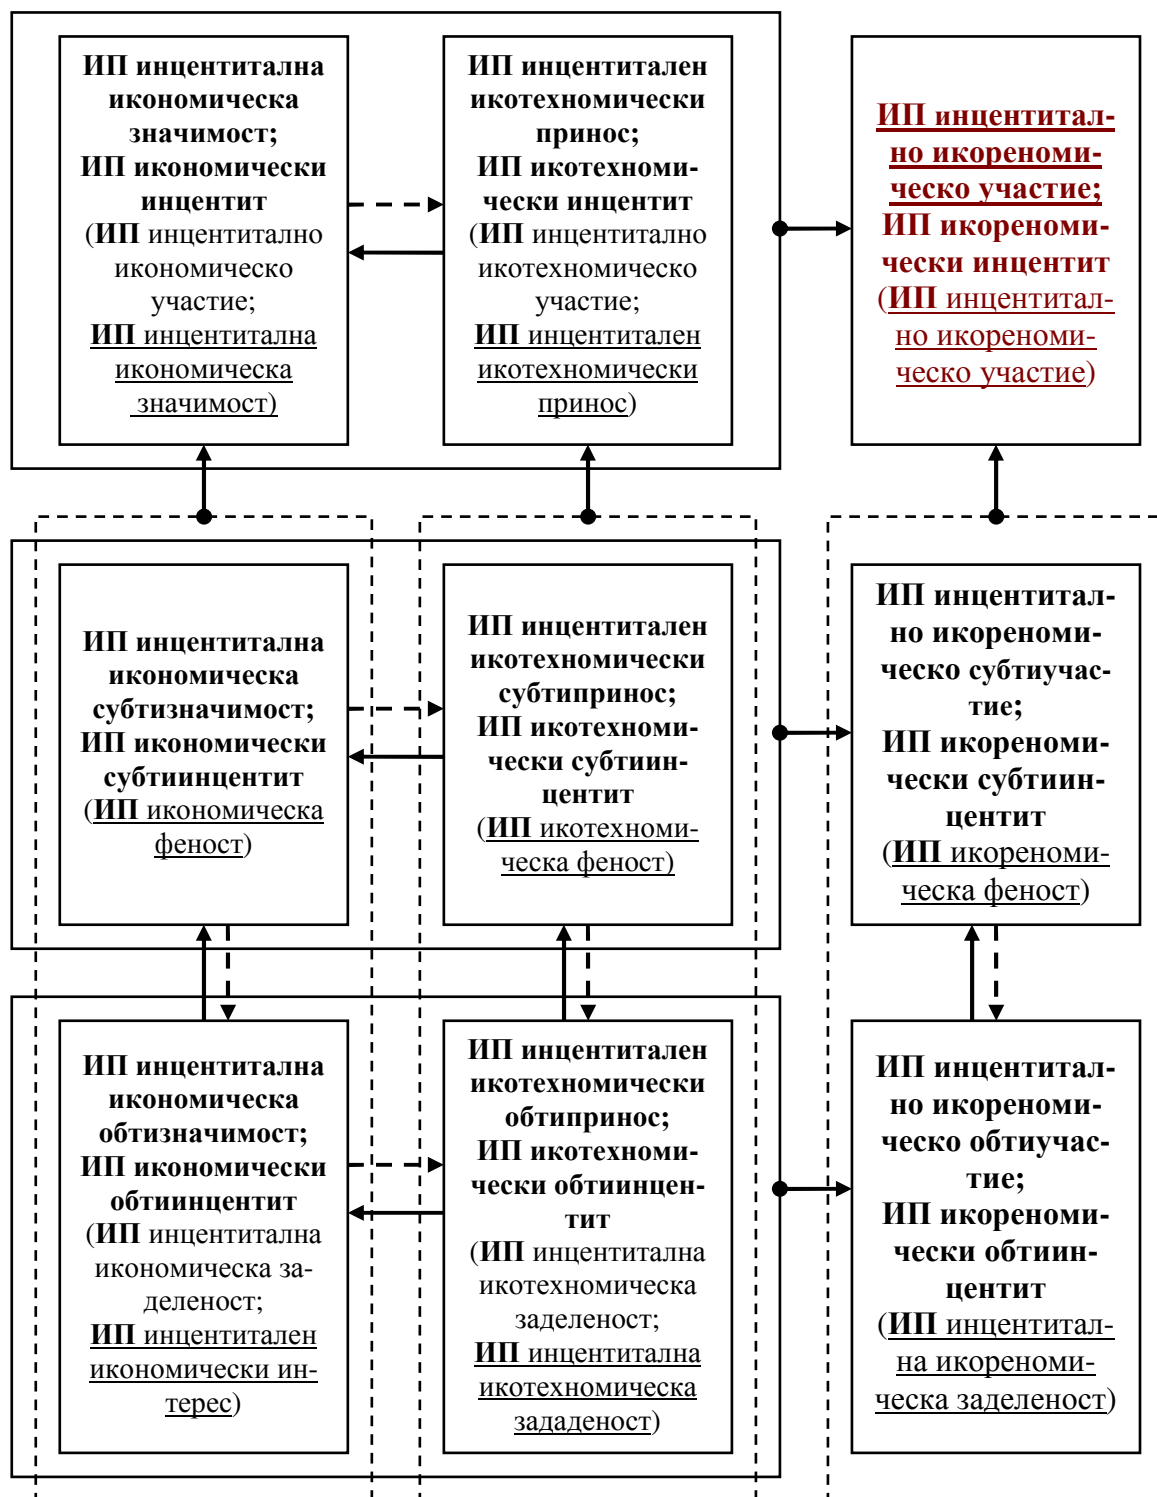 ИП инцентитална
икономическа
значимост;
ИП икономически
инцентит
(ИП инцентитално
икономическо
участие;
ИП инцентитална
икономическа
значимост)
ИП инцентитален
икотехномически
принос;
ИП икотехноми-
чески инцентит
(ИП инцентитално
икотехномическо
участие;
ИП инцентитален
икотехномически
принос)
ИП инцентитал-
но икореноми-
ческо участие;
ИП икореноми-
чески инцентит
(ИП инцентитал-
но икореноми-
ческо участие)
ИП инцентитална
икономическа
субтизначимост;
ИП икономически
субтиинцентит
(ИП икономическа
феност)
ИП инцентитален
икотехномически
субтипринос;
ИП икотехноми-
чески субтиин-
центит
(ИП икотехноми-
ческа феност)
ИП инцентитал-
но икореноми-
ческо субтиучас-
тие;
ИП икореноми-
чески субтиин-
центит
(ИП икореноми-
ческа феност)
ИП инцентитална
икономическа
обтизначимост;
ИП икономически
обтиинцентит
(ИП инцентитална
икономическа за-
деленост;
ИП инцентитален
икономически ин-
терес)
ИП инцентитален
икотехномически
обтипринос;
ИП икотехноми-
чески обтиинцен-
тит
(ИП инцентитална
икотехномическа
заделеност;
ИП инцентитална
икотехномическа
зададеност)
ИП инцентитал-
но икореноми-
ческо обтиучас-
тие;
ИП икореноми-
чески обтиин-
центит
(ИП инцентитал-
на икореноми-
ческа заделеност)